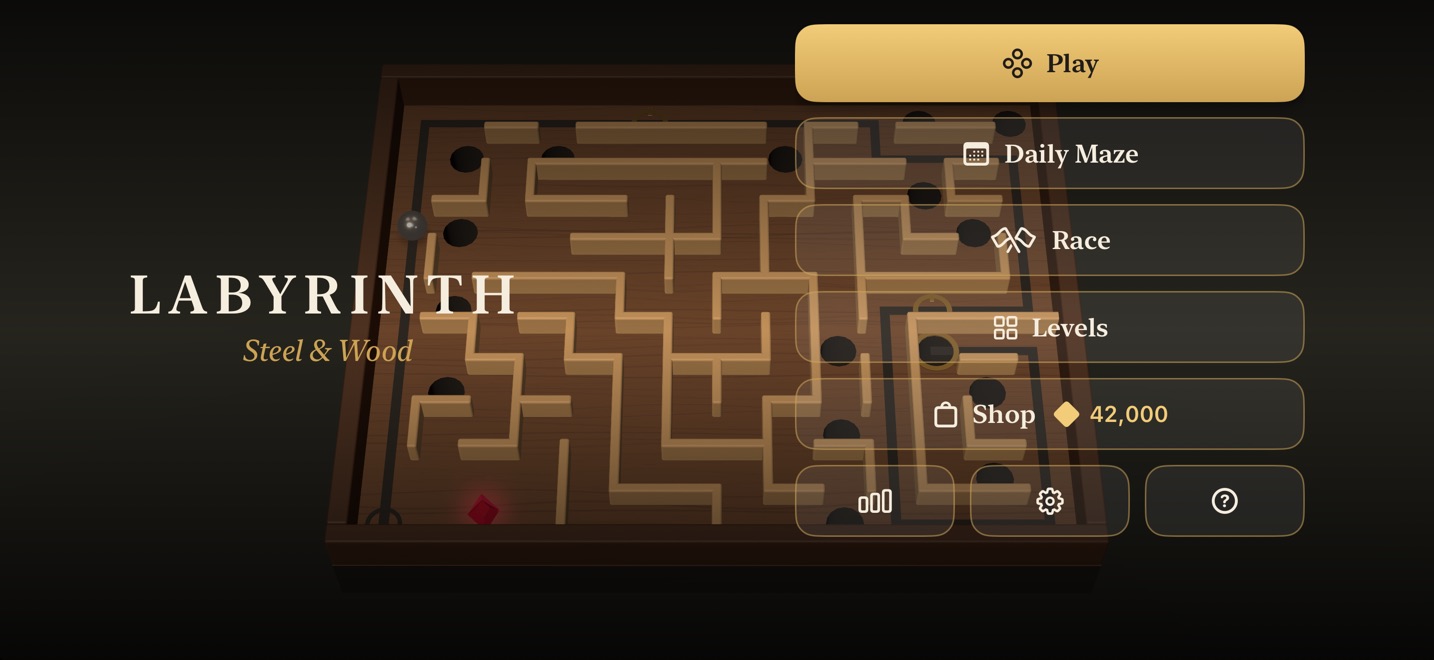 LABYRINTH
Steel & Wood
Play
Daily Maze
Race
Levels
Shop 42,000
?